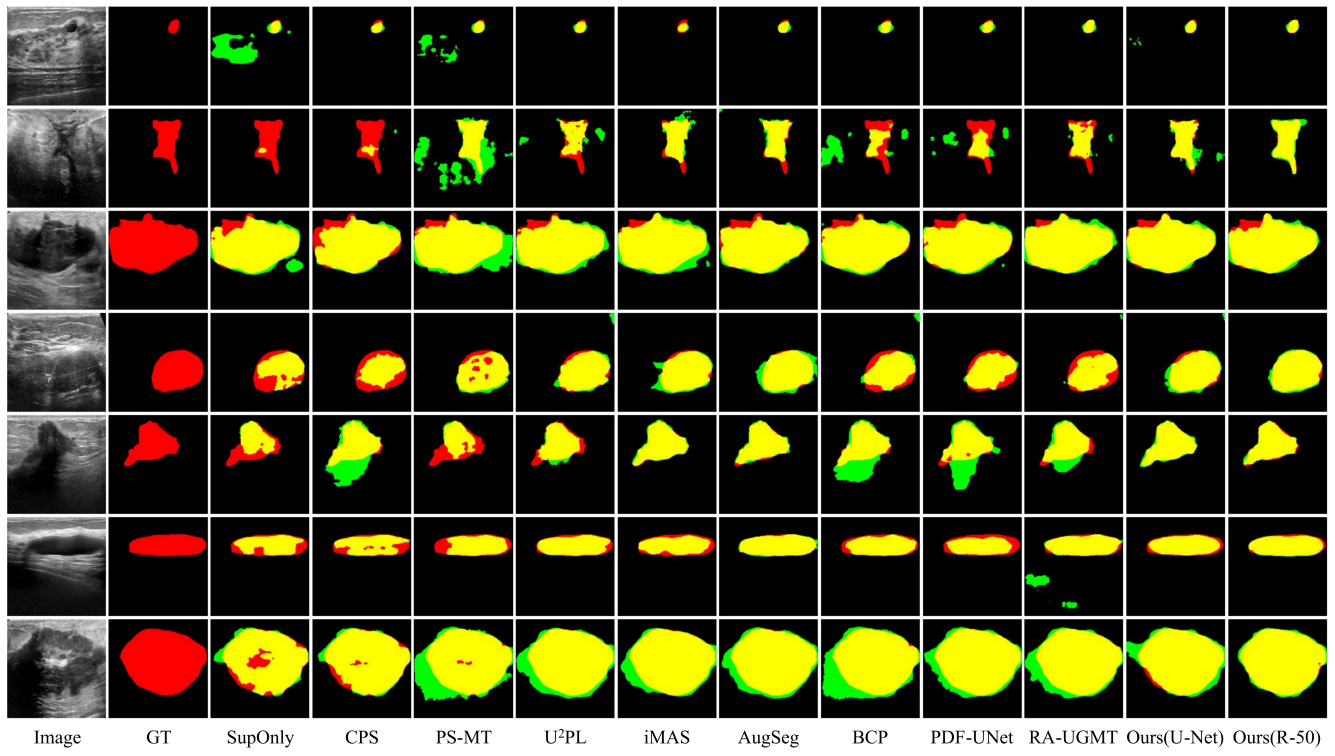 Image GT SupOnly CPS PS-MT U²PL iMAS AugSeg BCP PDF-UNet RA-UGMT Ours(U-Net) Ours(R-50)